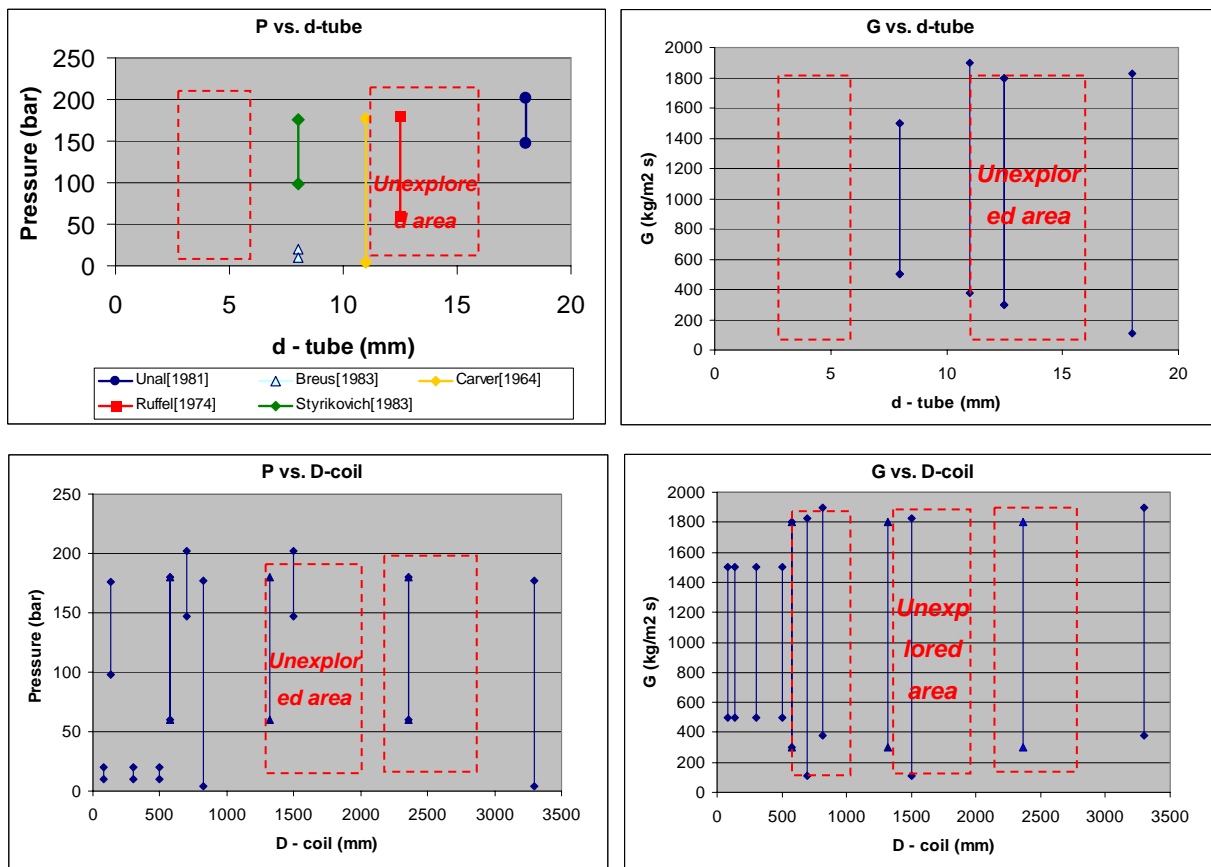 P vs. d-tube
250
200
150
100
50
0
Pressure (bar)
Unexplore
d area
0 5 10 15 20
d - tube (mm)
Unal[1981] Breus[1983] Carver[1964]
Ruffel[1974] Styrikovich[1983]
G vs. d-tube
2000
1800
1600
1400
1200
1000
800
600
400
200
0
G (kg/m2 s)
Unexplor
ed area
0 5 10 15 20
d - tube (mm)
P vs. D-coil
250
200
150
100
50
0
Pressure (bar)
Unexplor
ed area
0 500 1000 1500 2000 2500 3000 3500
D - coil (mm)
G vs. D-coil
2000
1800
1600
1400
1200
1000
800
600
400
200
0
G (kg/m2 s)
Unexp
lored
area
0 500 1000 1500 2000 2500 3000 3500
D - coil (mm)